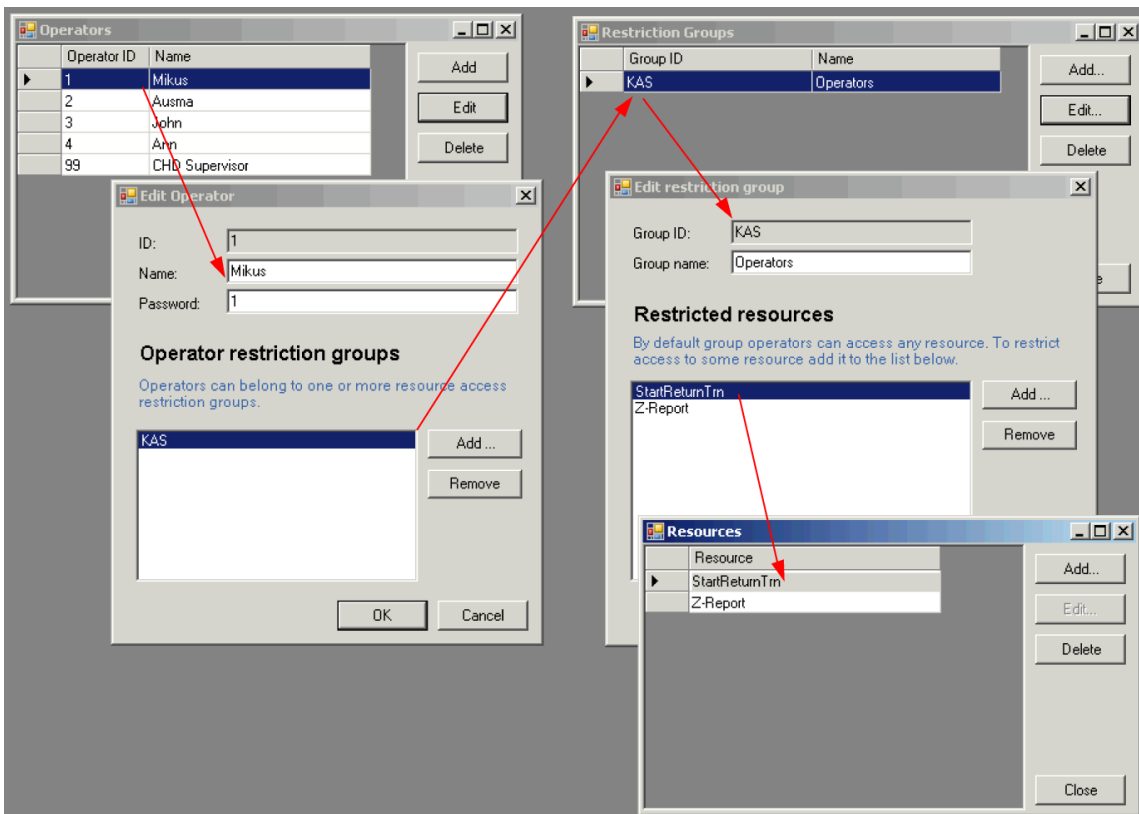 Operators
Operator ID Name
1 Mikus
2 Ausma
3 John
4 Ann
99 CHD Supervisor
Add
Edit
Delete
Edit Operator
ID: 1
Name: Mikus
Password: 1
Operator restriction groups
Operators can belong to one or more resource access
restriction groups.
KAS
Add ...
Remove
OK Cancel
Restriction Groups
Group ID Name
KAS Operators
Add...
Edit...
Delete
e
Edit restriction group
Group ID: KAS
Group name: Operators
Restricted resources
By default group operators can access any resource. To restrict
access to some resource add it to the list below.
StartReturnTrn
Z-Report
Add ...
Remove
Resources
Resource
StartReturnTrn
Z-Report
Add...
Edit...
Delete
Close